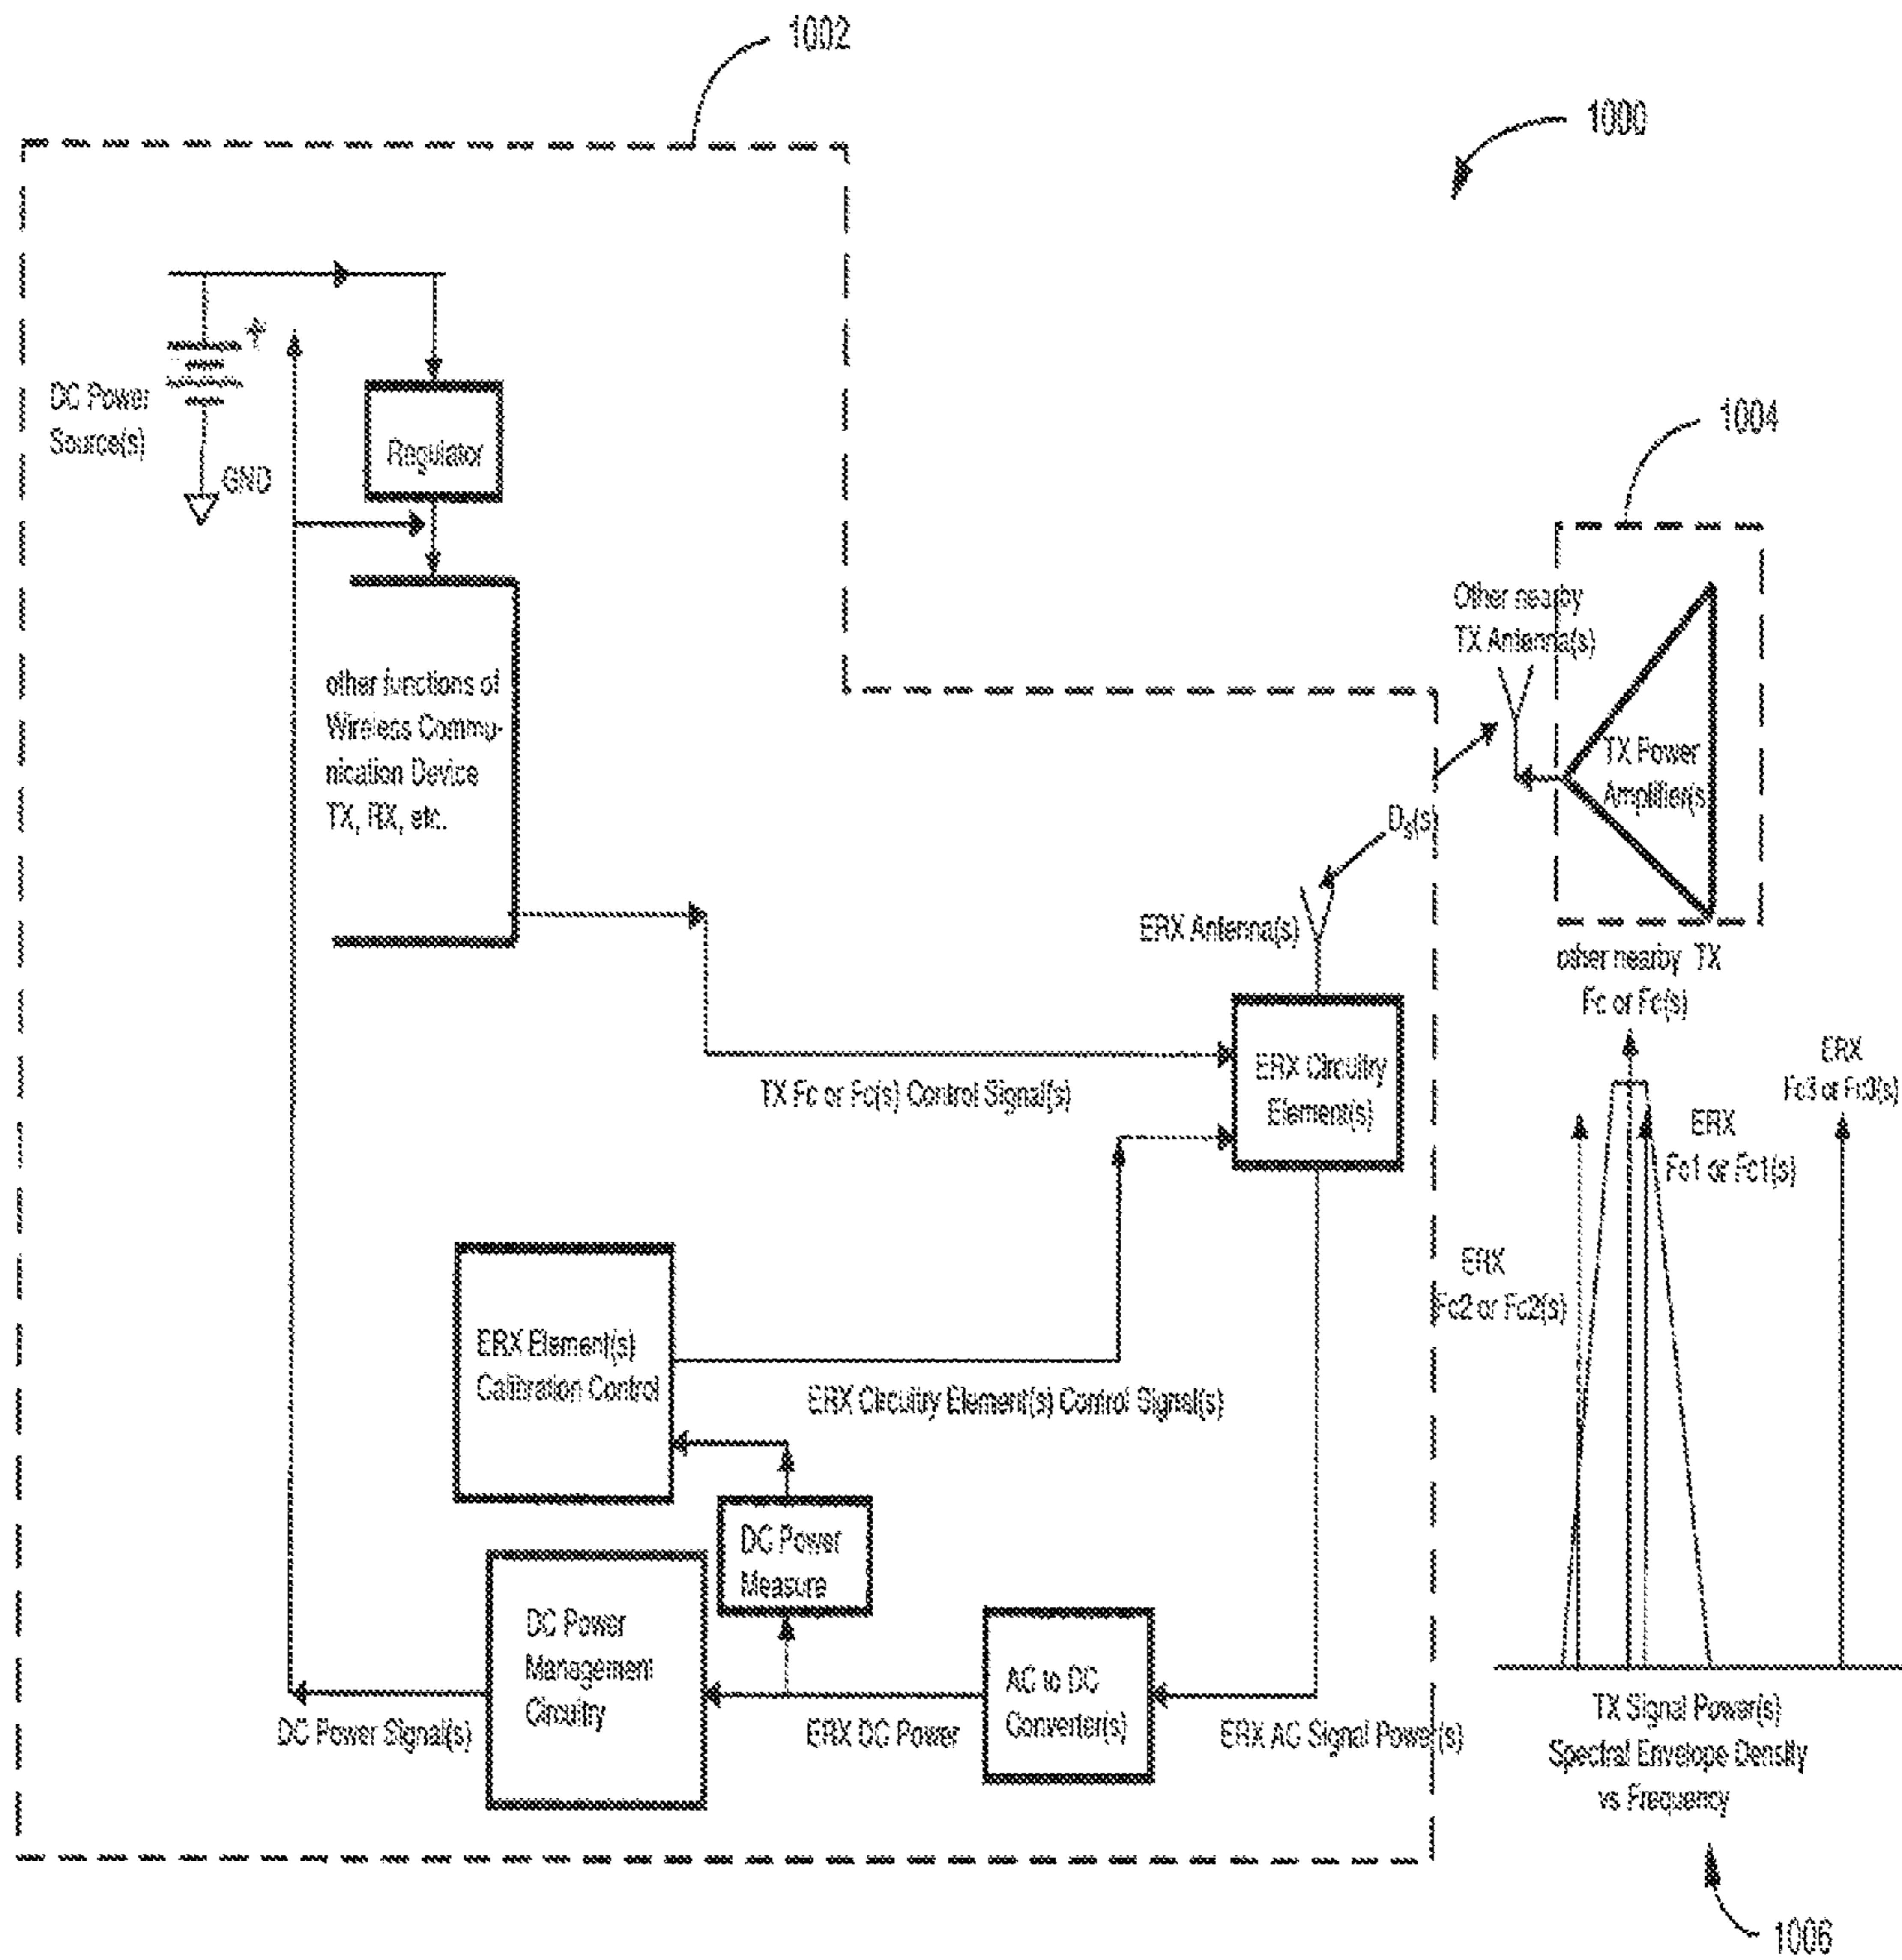 1002
1000
DC Power
Source(s)
+
GND
Regulator
1004
Other nearby
TX Antenna(s)
TX Power
Amplifier(s)
other functions of
Wireless Commu-
nication Device
TX, RX, etc.
Ds(s)
ERX Antenna(s)
other nearby TX
Fc or Fc(s)
ERX Circuitry
Element(s)
TX Fc or Fc(s) Control Signal(s)
ERX
Fc3 or Fc3(s)
ERX
Fc1 or Fc1(s)
ERX
Fc2 or Fc2(s)
ERX Element(s)
Calibration Control
ERX Circuitry Element(s) Control Signal(s)
DC Power
Measure
DC Power
Management
Circuitry
AC to DC
Converter(s)
DC Power Signal(s)
ERX DC Power
ERX AC Signal Power(s)
TX Signal Power(s)
Spectral Envelope Density
vs Frequency
1006